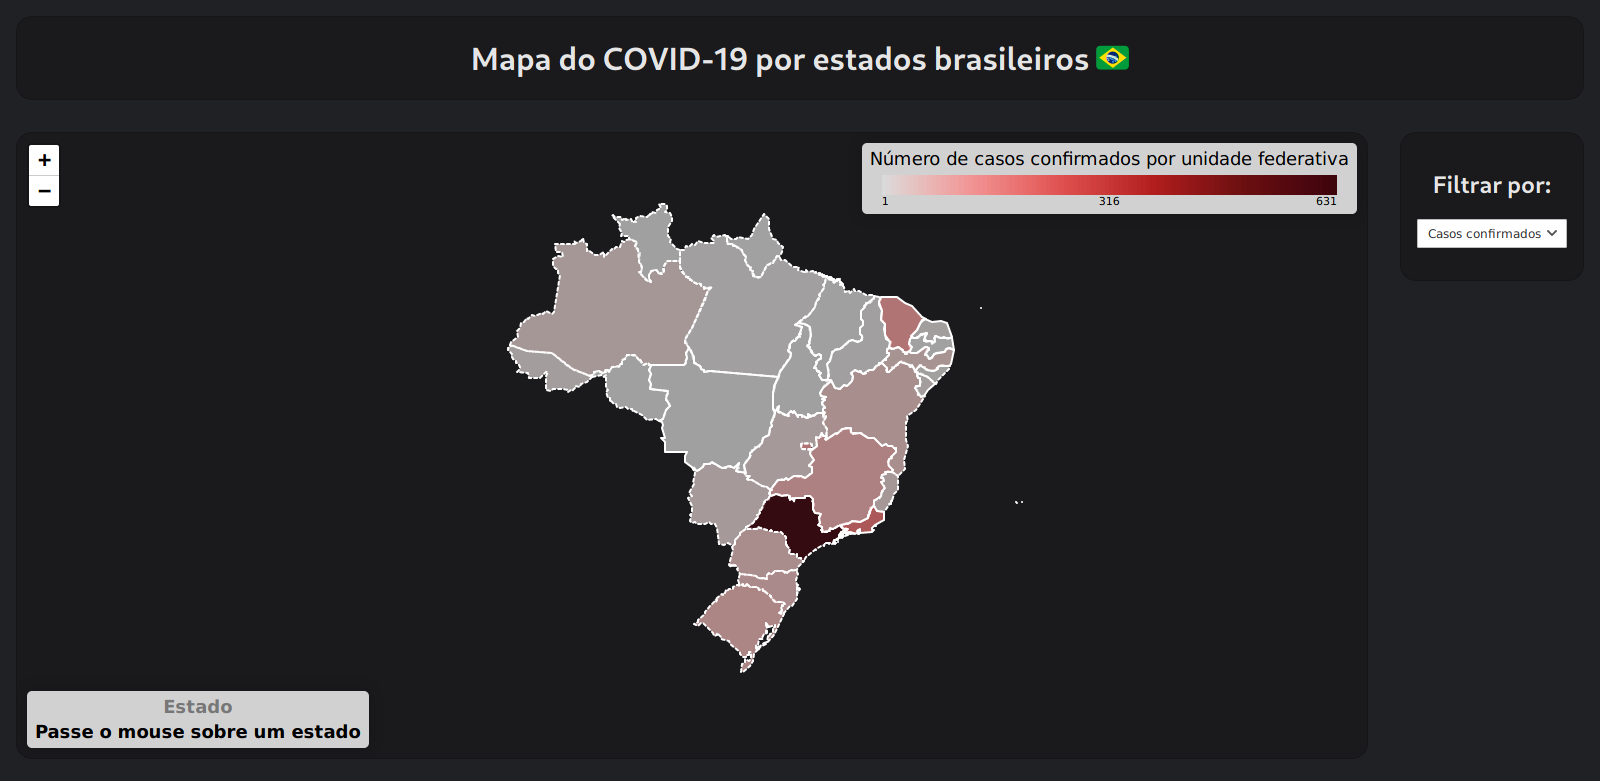 Mapa do COVID-19 por estados brasileiros
+
−
Número de casos confirmados por unidade federativa
1 316 631
Filtrar por:
Casos confirmados
Estado
Passe o mouse sobre um estado